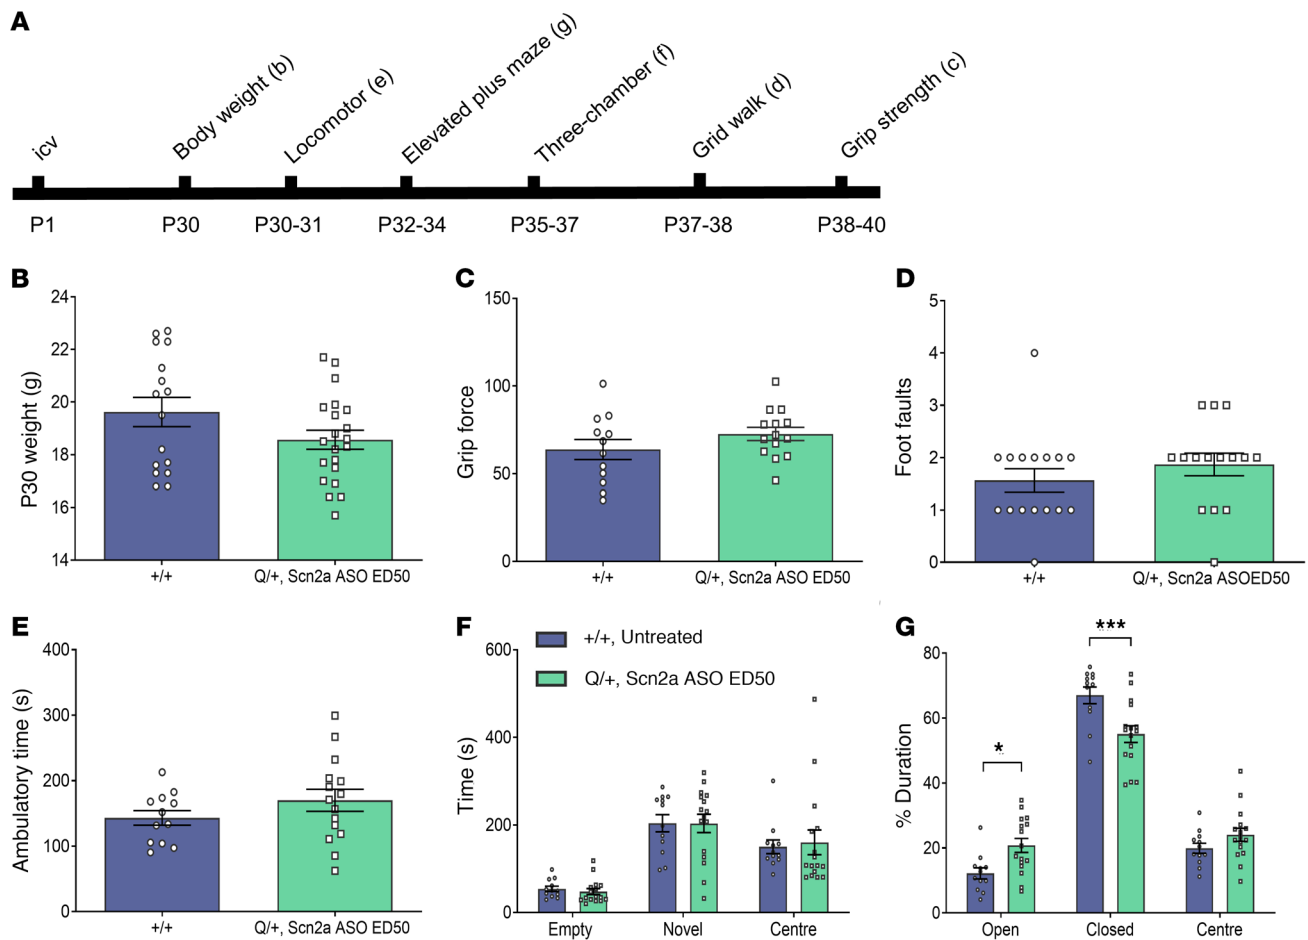 A
icv
Body weight (b)
Locomotor (e)
Elevated plus maze (g)
Three-chamber (f)
Grid walk (d)
Grip strength (c)
P1
P30
P30-31
P32-34
P35-37
P37-38
P38-40
B
P30 weight (g)
24
22
20
18
16
14
+/+
Q/+, Scn2a ASO ED50
C
Grip force
150
100
50
0
+/+
Q/+, Scn2a ASO ED50
D
Foot faults
5
4
3
2
1
0
+/+
Q/+, Scn2a ASOED50
E
Ambulatory time (s)
400
300
200
100
0
+/+
Q/+, Scn2a ASO ED50
F
Time (s)
600
400
200
0
+/+, Untreated
Q/+, Scn2a ASO ED50
Empty
Novel
Centre
G
% Duration
80
60
40
20
0
*
***
Open
Closed
Centre